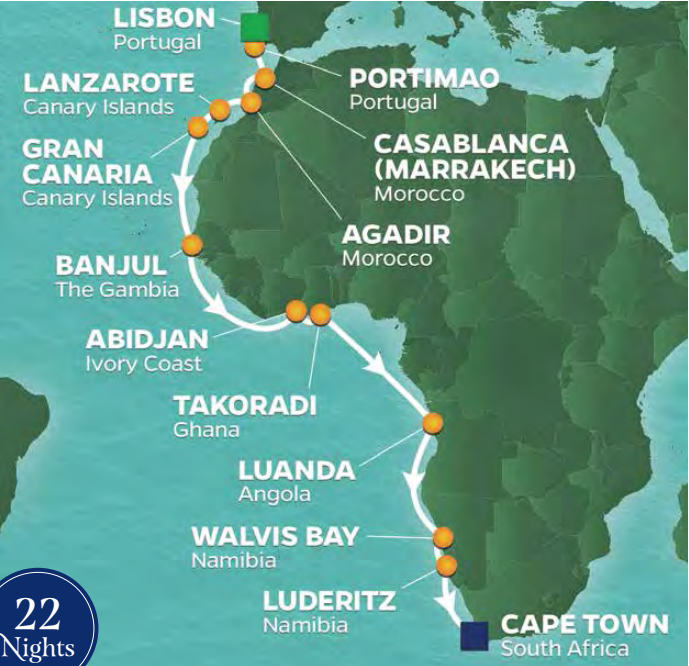 LISBON
Portugal
PORTIMAO
Portugal
LANZAROTE
Canary Islands
CASABLANCA
(MARRAKECH)
Morocco
GRAN
CANARIA
Canary Islands
AGADIR
Morocco
BANJUL
The Gambia
ABIDJAN
Ivory Coast
TAKORADI
Ghana
LUANDA
Angola
WALVIS BAY
Namibia
LUDERITZ
Namibia
CAPE TOWN
South Africa
22
Nights